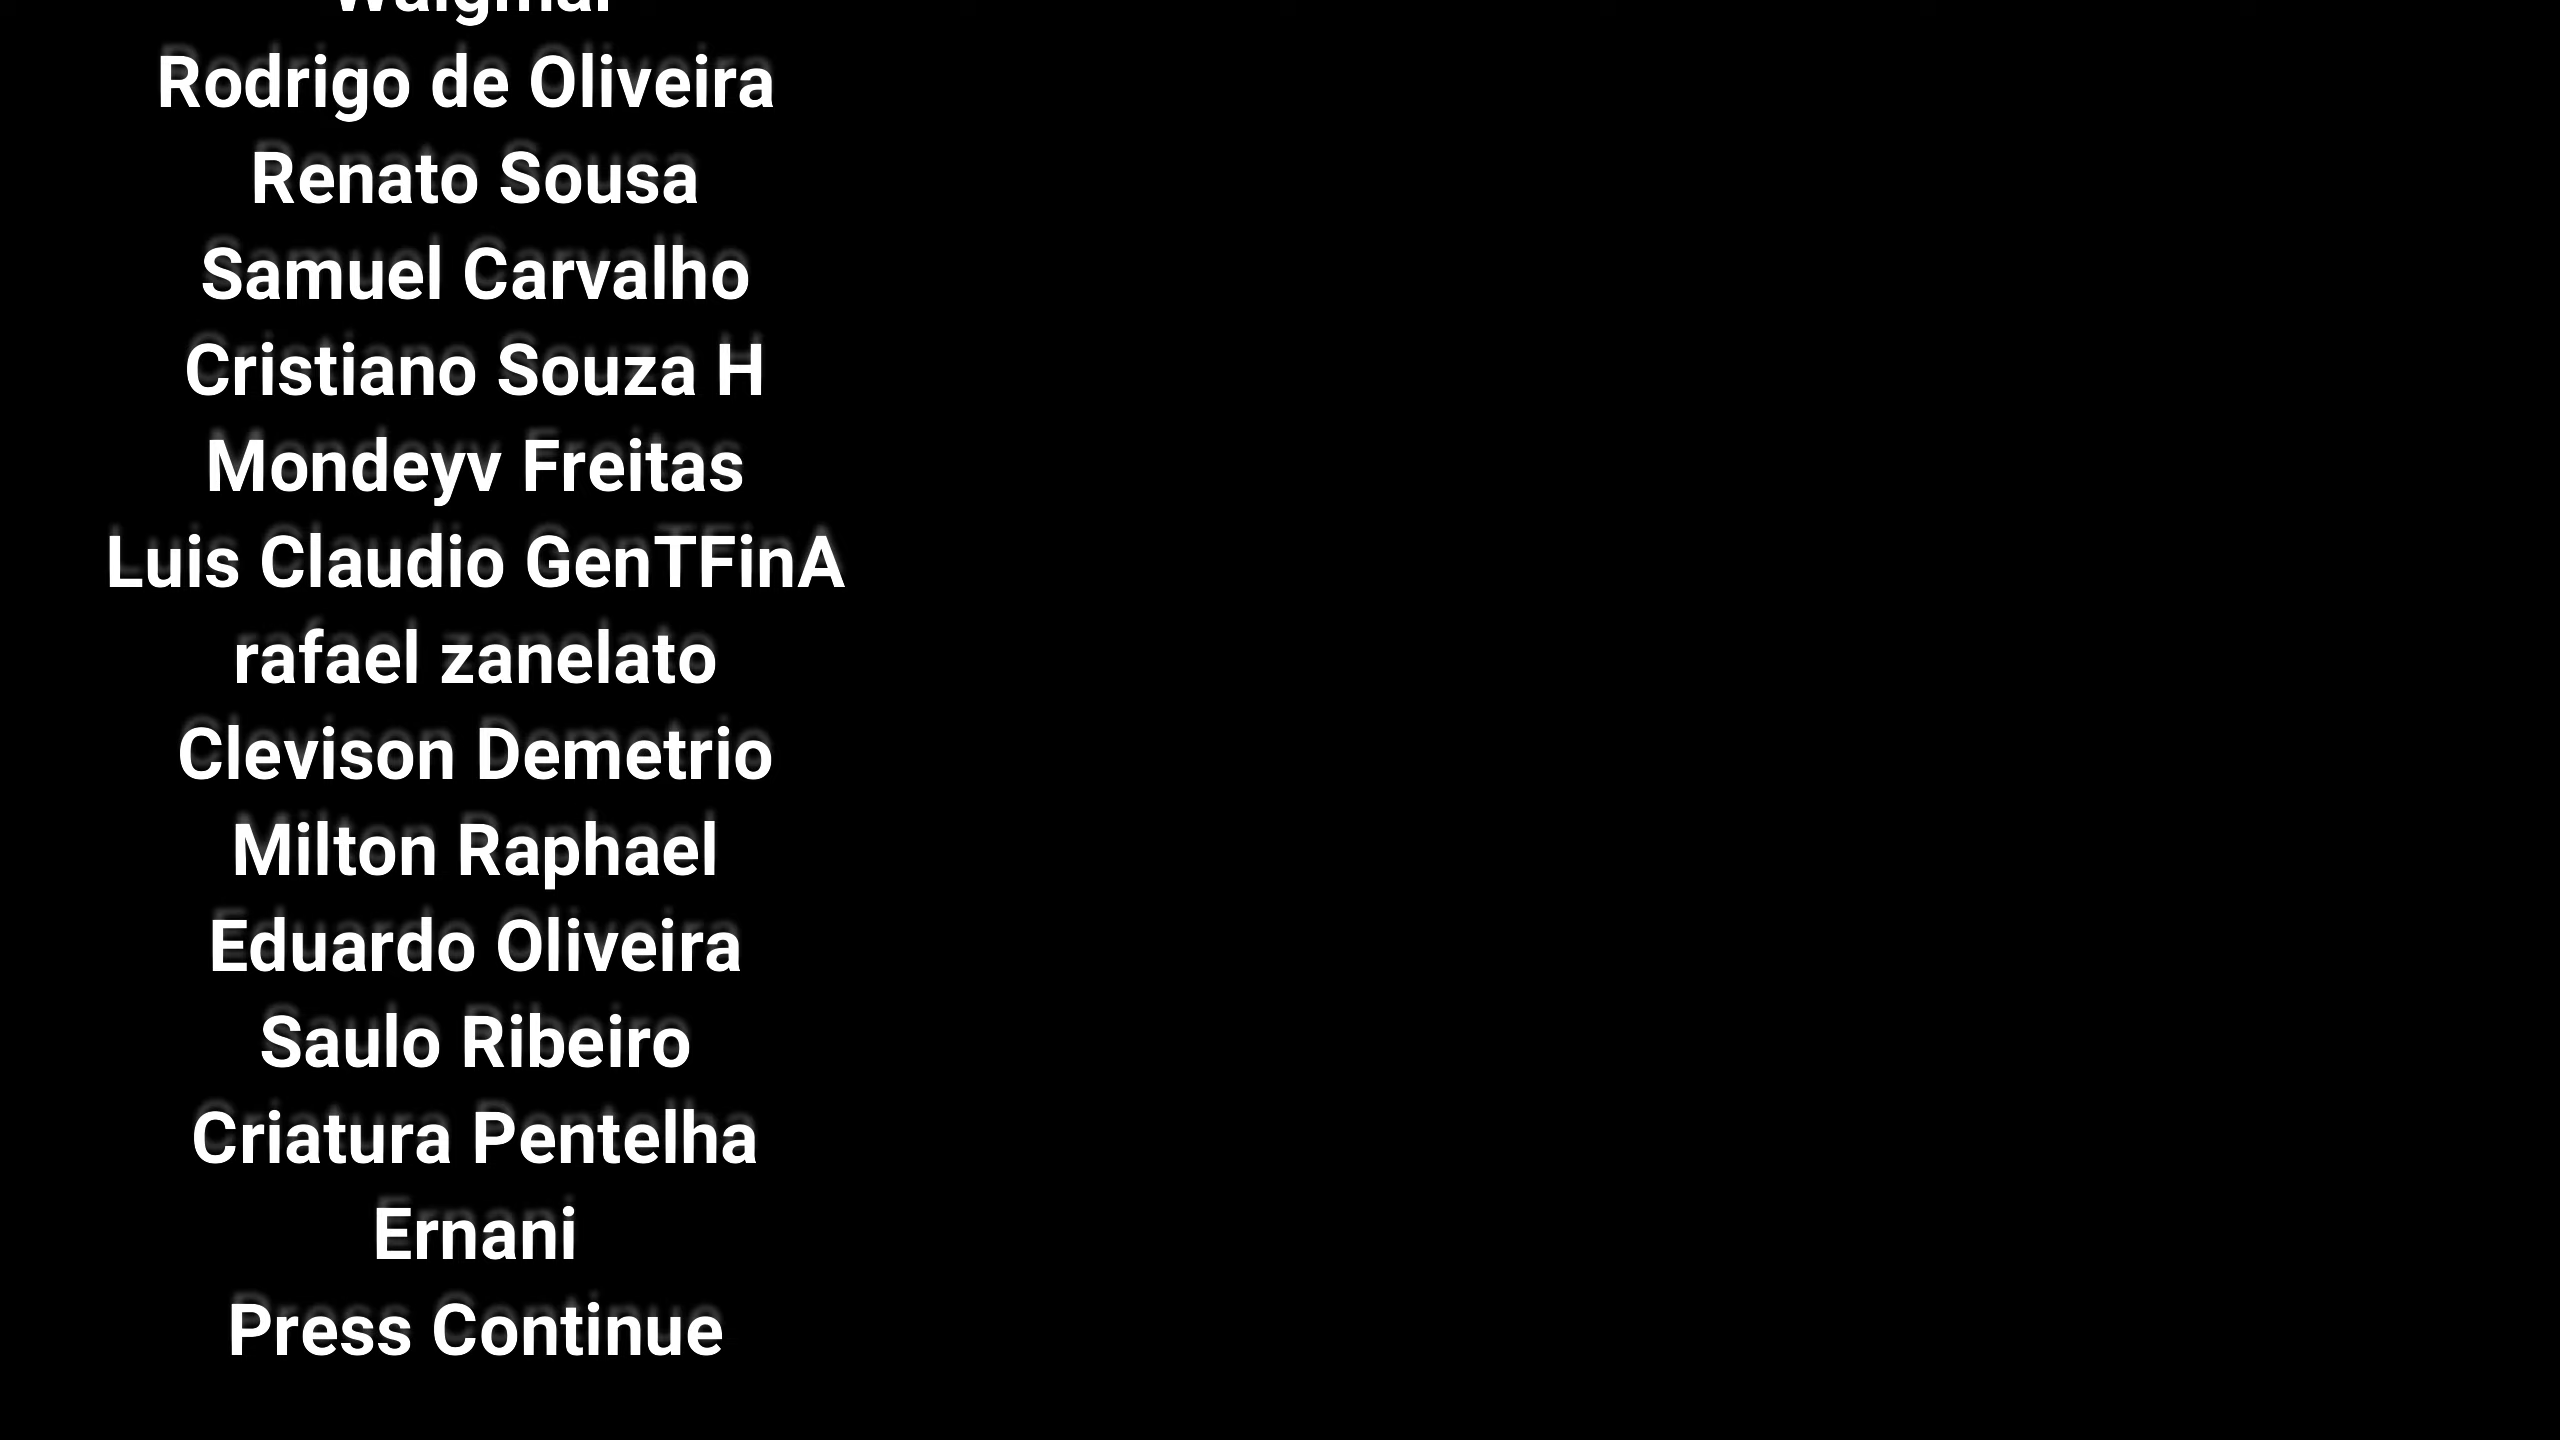 Rodrigo de Oliveira
Renato Sousa
Samuel Carvalho
Cristiano Souza H
Mondeyv Freitas
Luis Claudio GenTFinA
rafael zanelato
Clevison Demetrio
Milton Raphael
Eduardo Oliveira
Saulo Ribeiro
Criatura Pentelha
Ernani
Press Continue